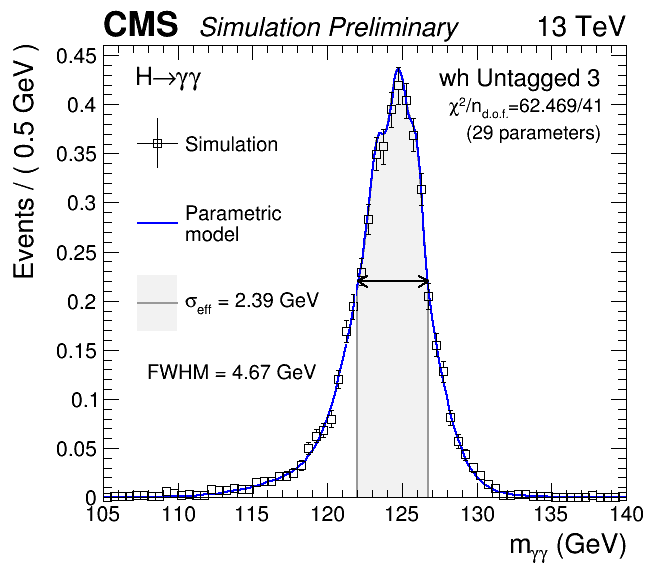 CMS Simulation Preliminary 13 TeV
H→γγ
wh Untagged 3
χ²/n_d.o.f.=62.469/41
(29 parameters)
Simulation
Parametric
model
σ_eff = 2.39 GeV
FWHM = 4.67 GeV
Events / ( 0.5 GeV )
0.45
0.4
0.35
0.3
0.25
0.2
0.15
0.1
0.05
0
105 110 115 120 125 130 135 140
m_γγ (GeV)